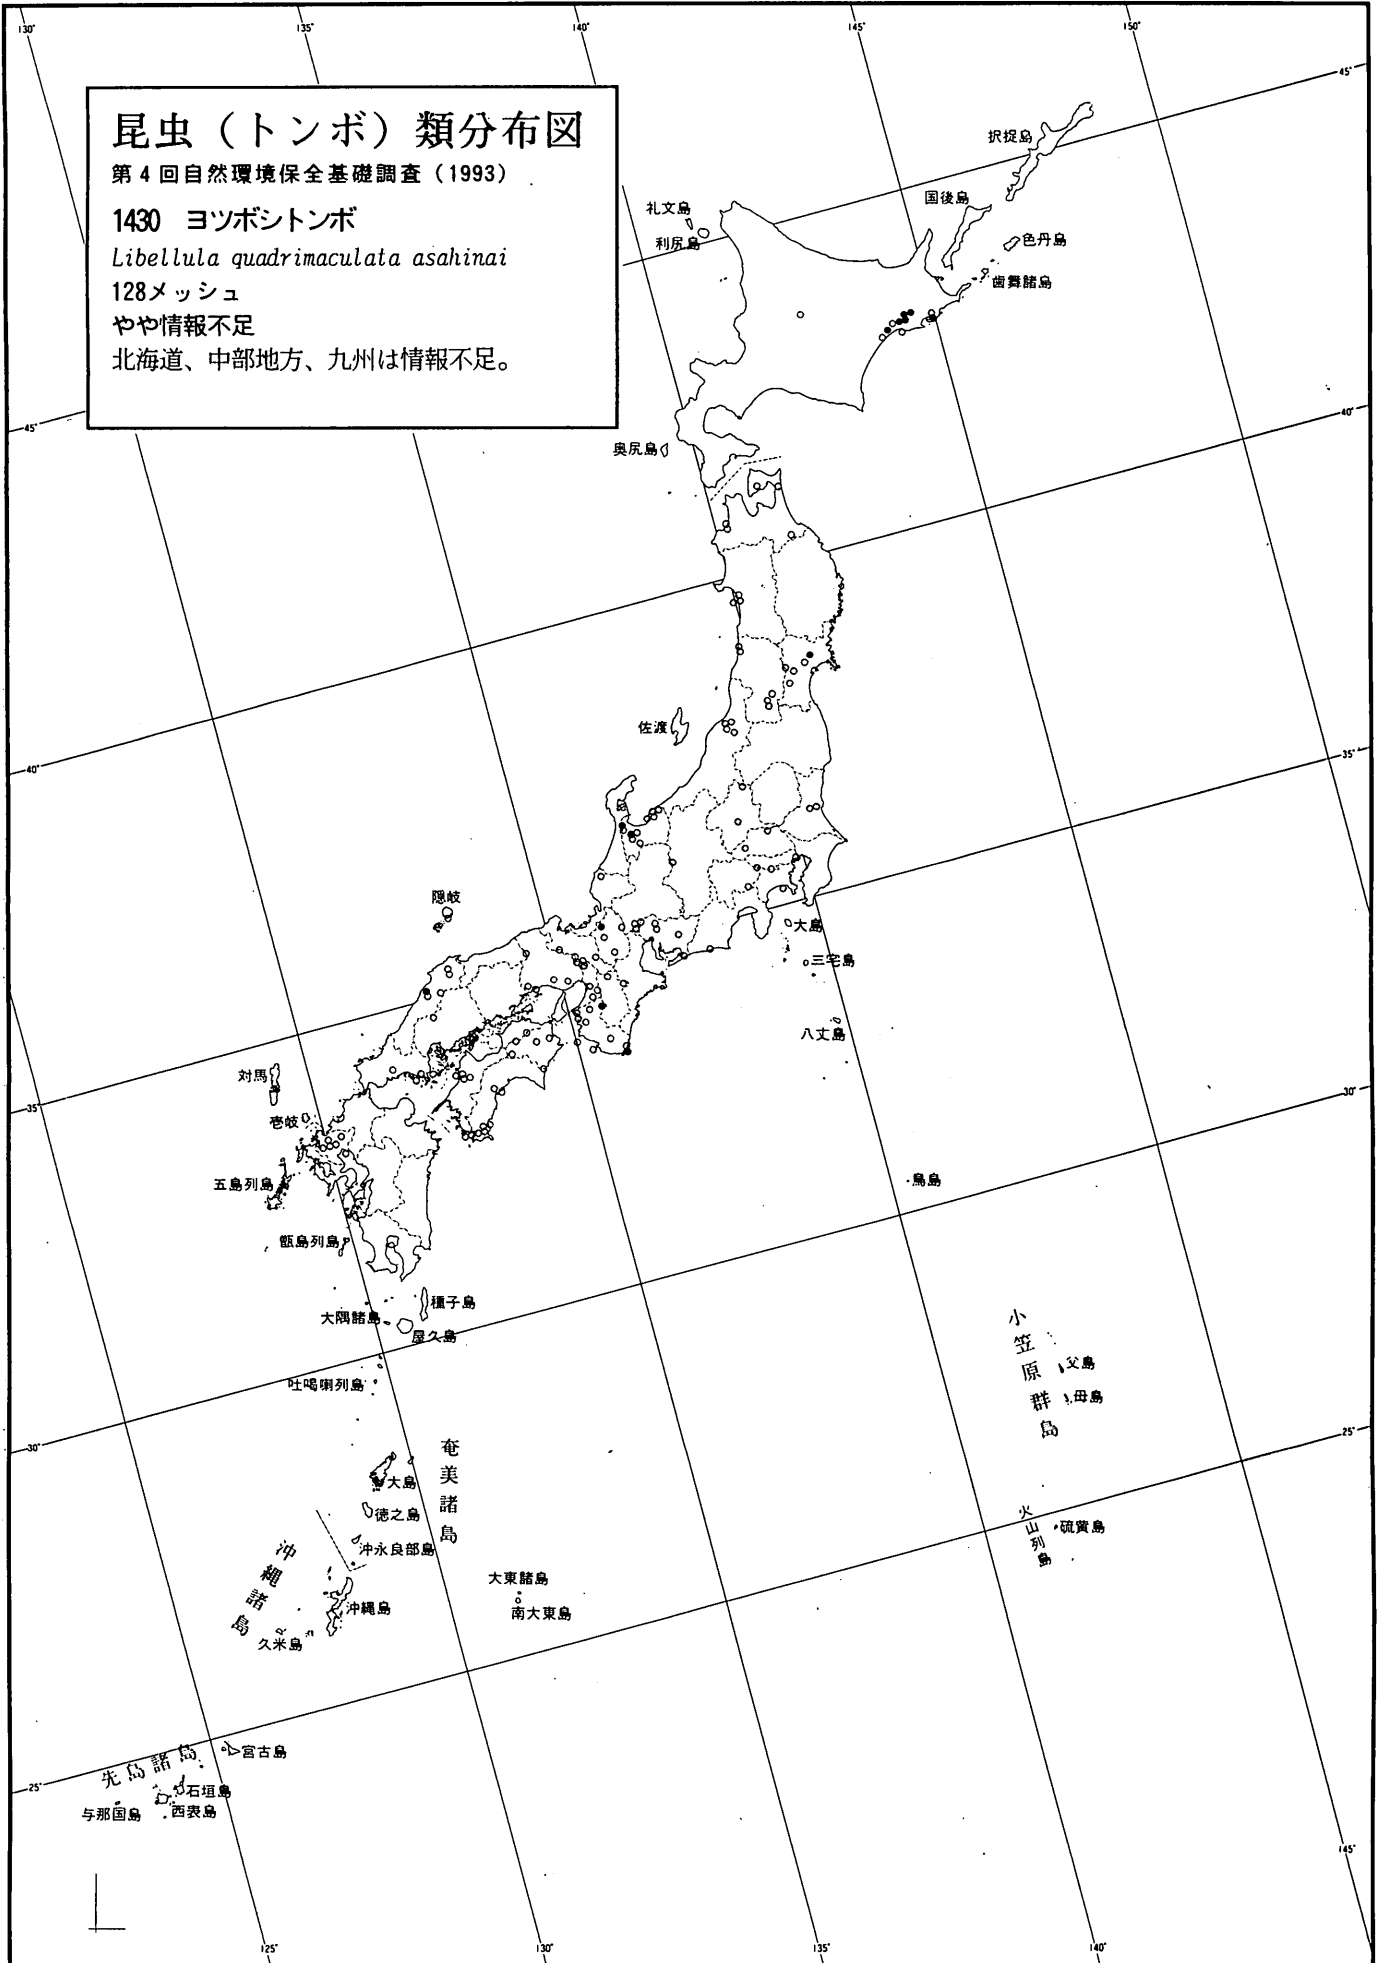 130°
135°
140°
145°
150°
45°
昆虫（トンボ）類分布図
第4回自然環境保全基礎調査（1993）
1430 ヨツボシトンボ
Libellula quadrimaculata asahinai
128メッシュ
やや情報不足
北海道、中部地方、九州は情報不足。
択捉島
国後島
礼文島
利尻島
色丹島
歯舞諸島
40°
45°
奥尻島
佐渡
35°
40°
隠岐
大島
三宅島
八丈島
対馬
30°
35°
壱岐
五島列島
鳥島
甑島列島
種子島
大隅諸島
屋久島
小笠原群島
父島
吐喝喇列島
母島
25°
30°
奄美諸島
大島
徳之島
火山列島
硫黄島
沖永良部島
沖縄諸島
大東諸島
沖縄島
南大東島
久米島
先島諸島
宮古島
25°
石垣島
与那国島
西表島
145°
125°
130°
135°
140°